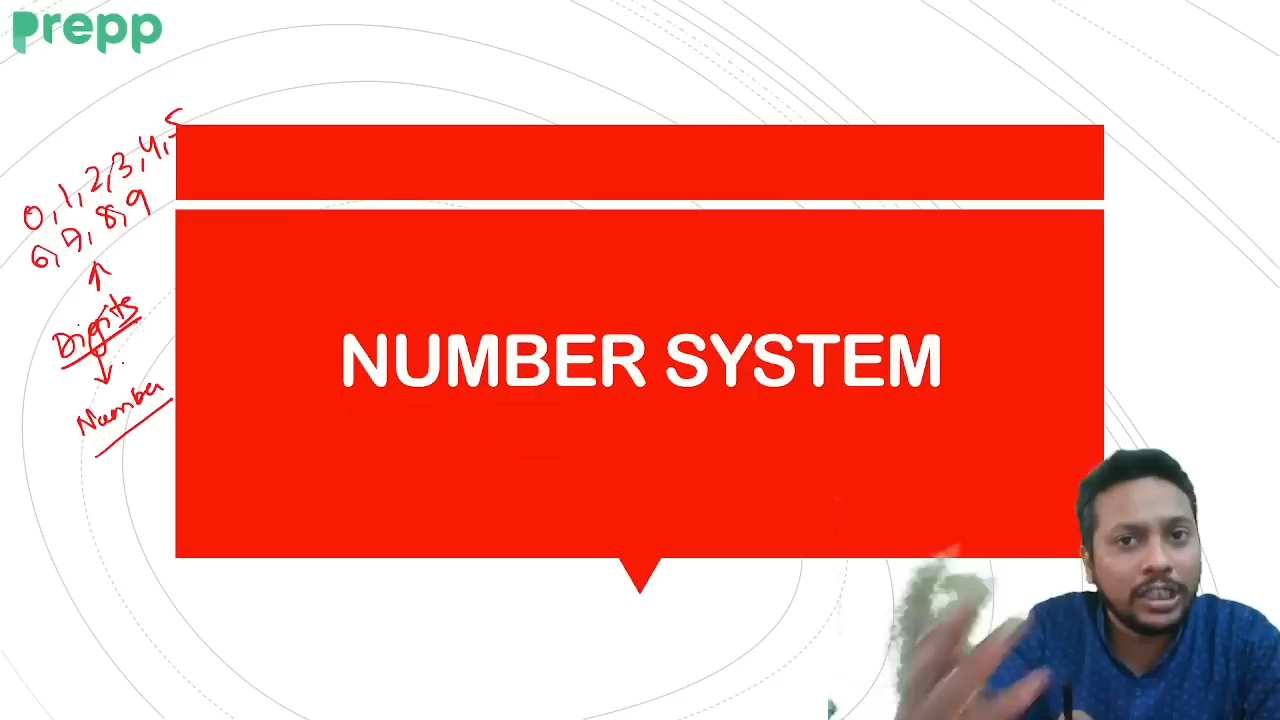 prepp
0, 1, 2, 3, 4, 5
6, 7, 8, 9
Digits
Number
NUMBER SYSTEM